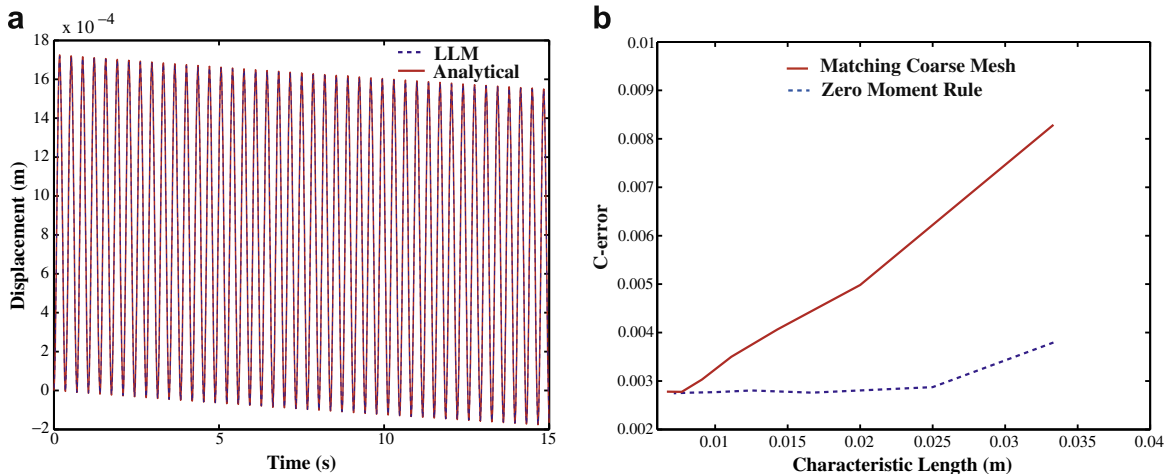 a
x 10⁻⁴
18
16
14
12
10
8
6
4
2
0
−2
0
5
10
15
Displacement (m)
Time (s)
LLM
Analytical
b
0.01
0.009
0.008
0.007
0.006
0.005
0.004
0.003
0.002
0.01
0.015
0.02
0.025
0.03
0.035
0.04
C-error
Characteristic Length (m)
Matching Coarse Mesh
Zero Moment Rule